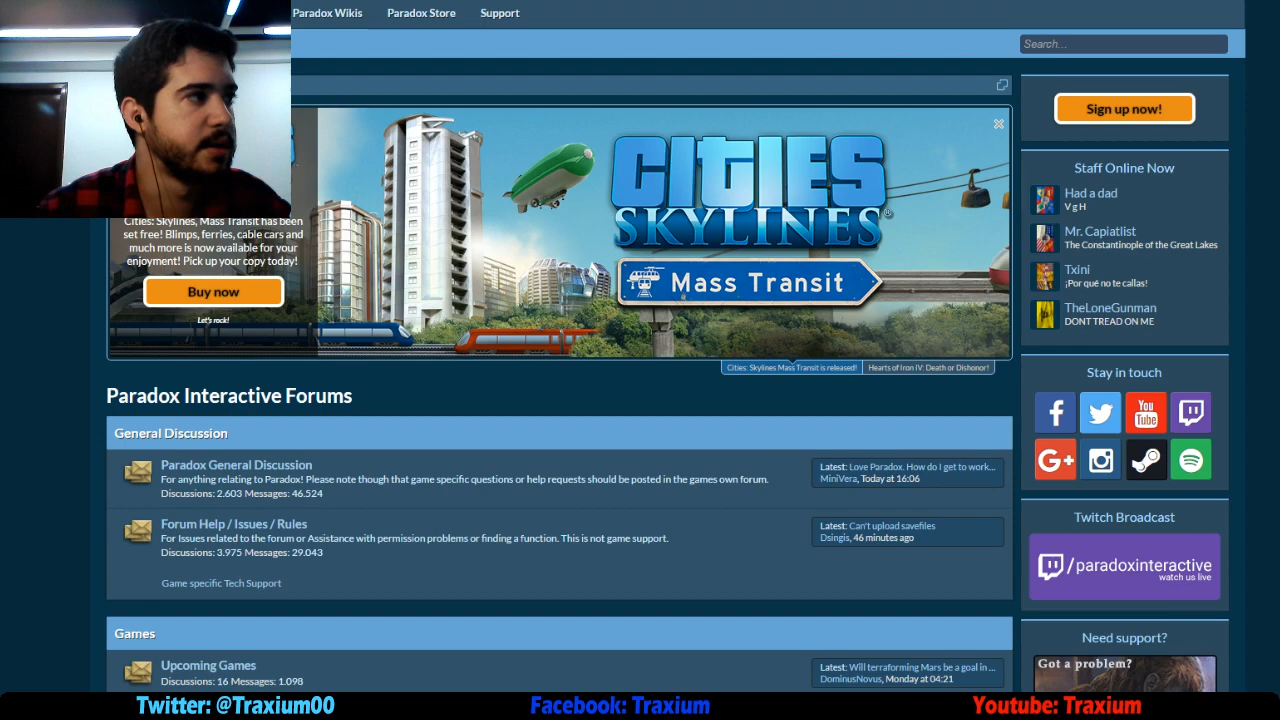 Paradox Wikis
Paradox Store
Support
Search...
Sign up now!
CITIES
SKYLINES®
Mass Transit
Cities: Skylines, Mass Transit has been
set free! Blimps, ferries, cable cars and
much more is now available for your
enjoyment! Pick up your copy today!
Buy now
Let's rock!
Cities: Skylines Mass Transit is released!
Hearts of Iron IV: Death or Dishonor!
Staff Online Now
Had a dad
V g H
Mr. Capiatlist
The Constantinople of the Great Lakes
Txini
¡Por qué no te callas!
TheLoneGunman
DONT TREAD ON ME
Stay in touch
You
Tube
G+
Twitch Broadcast
/paradoxinteractive
watch us live
Need support?
Got a problem?
Paradox Interactive Forums
General Discussion
Paradox General Discussion
For anything relating to Paradox! Please note though that game specific questions or help requests should be posted in the games own forum.
Discussions: 2.603 Messages: 46.524
Latest: Love Paradox. How do I get to work...
MiniVera, Today at 16:06
Forum Help / Issues / Rules
For Issues related to the forum or Assistance with permission problems or finding a function. This is not game support.
Discussions: 3.975 Messages: 29.043
Latest: Can't upload savefiles
Dsingis, 46 minutes ago
Game specific Tech Support
Games
Upcoming Games
Discussions: 16 Messages: 1.098
Latest: Will terraforming Mars be a goal in ...
DominusNovus, Monday at 04:21
Twitter: @Traxium00
Facebook: Traxium
Youtube: Traxium